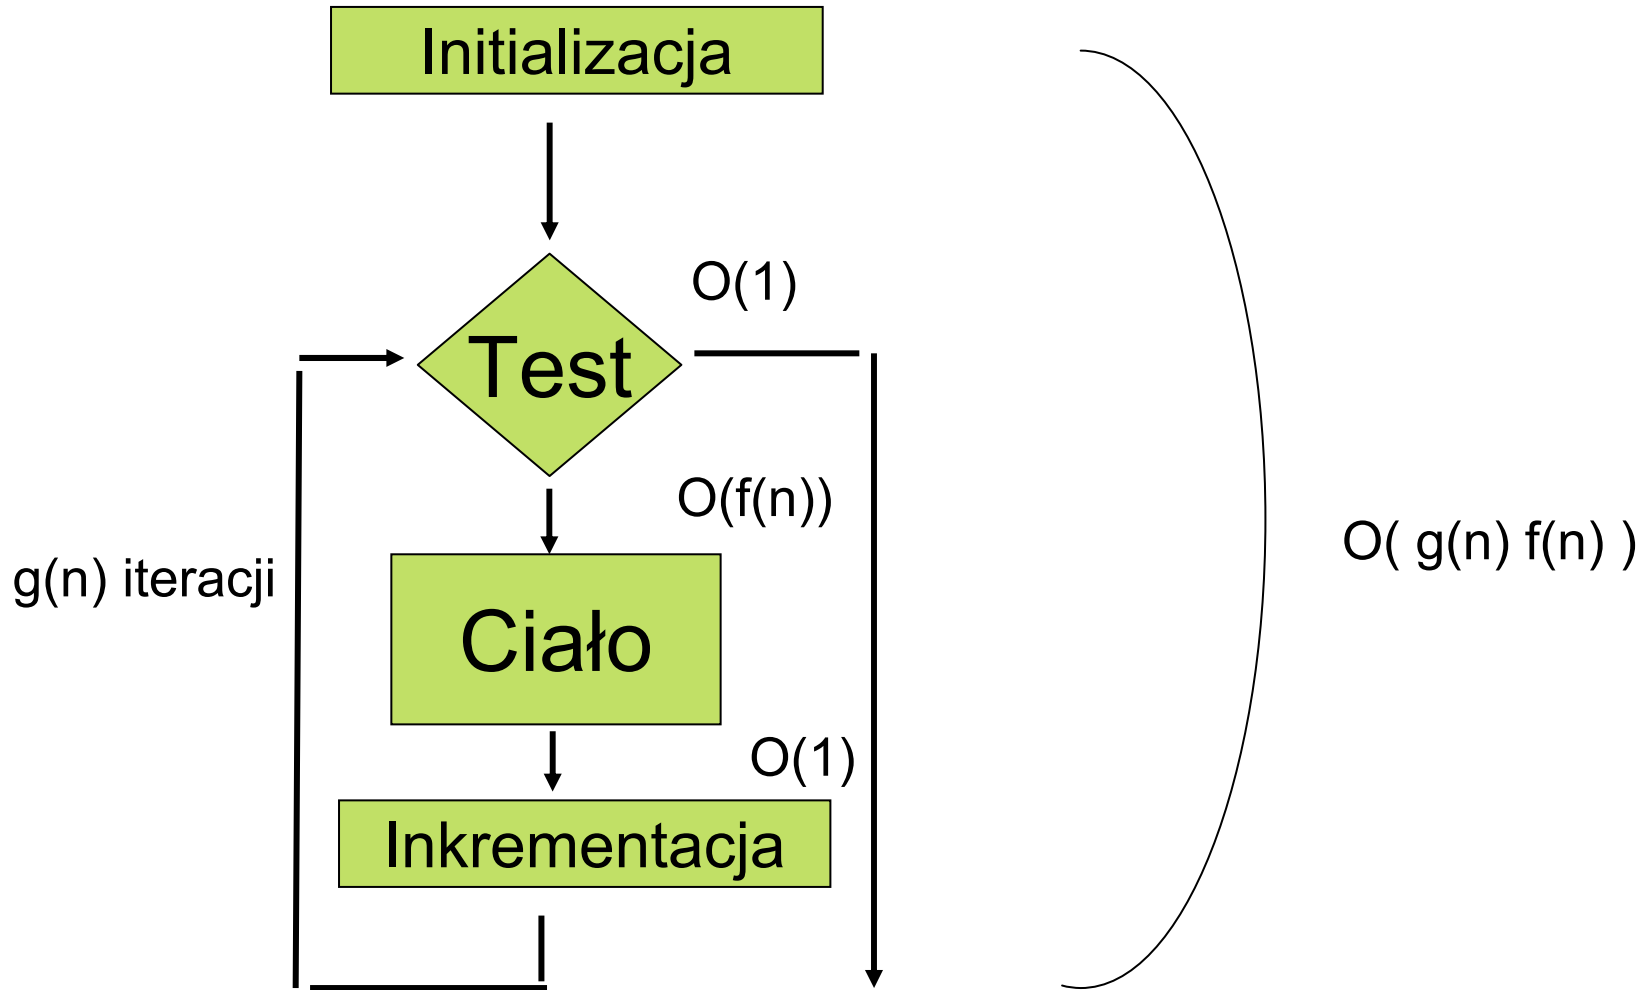 Initializacja
O(1)
Test
O(f(n))
g(n) iteracji
O( g(n) f(n) )
Ciało
O(1)
Inkrementacja